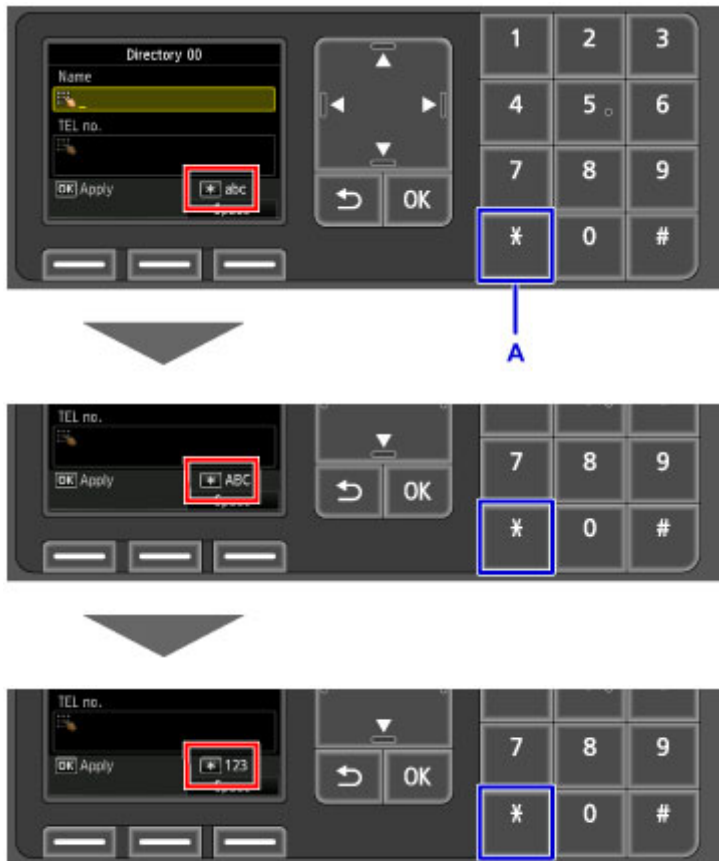 Directory 00
Name
TEL no.
OK Apply
* abc
OK
1 2 3
4 5 6
7 8 9
* 0 #
A
TEL no.
OK Apply
* ABC
OK
7 8 9
* 0 #
TEL no.
OK Apply
* 123
OK
7 8 9
* 0 #